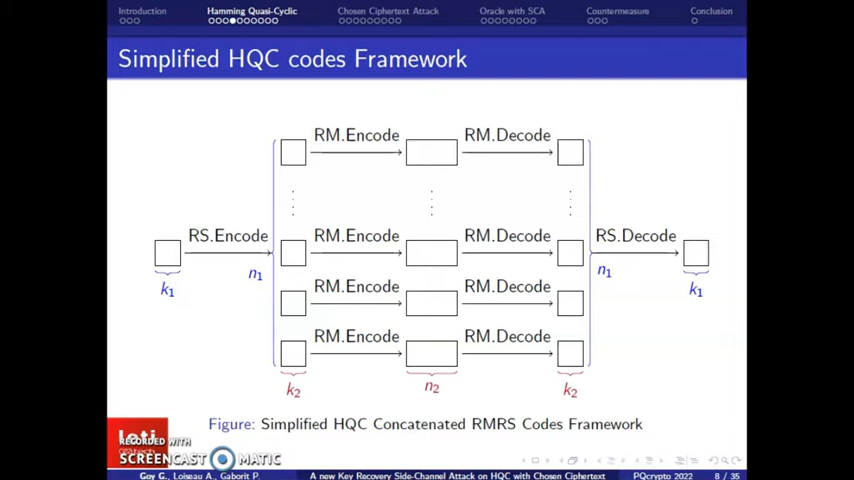 Introduction Hamming Quasi-Cyclic Chosen Ciphertext Attack Oracle with SCA Countermeasure Conclusion
Simplified HQC codes Framework
RM.Encode RM.Decode
RS.Encode RM.Encode RM.Decode RS.Decode
k1 n1 n1 k1
RM.Encode RM.Decode
RM.Encode RM.Decode
k2 n2 k2
Figure: Simplified HQC Concatenated RMRS Codes Framework
leti
RECORDED WITH
SCREENCAST MATIC
Goy G., Loiseau A., Gaborit P. A new Key Recovery Side-Channel Attack on HQC with Chosen Ciphertext PQcrypto 2022 8 / 35